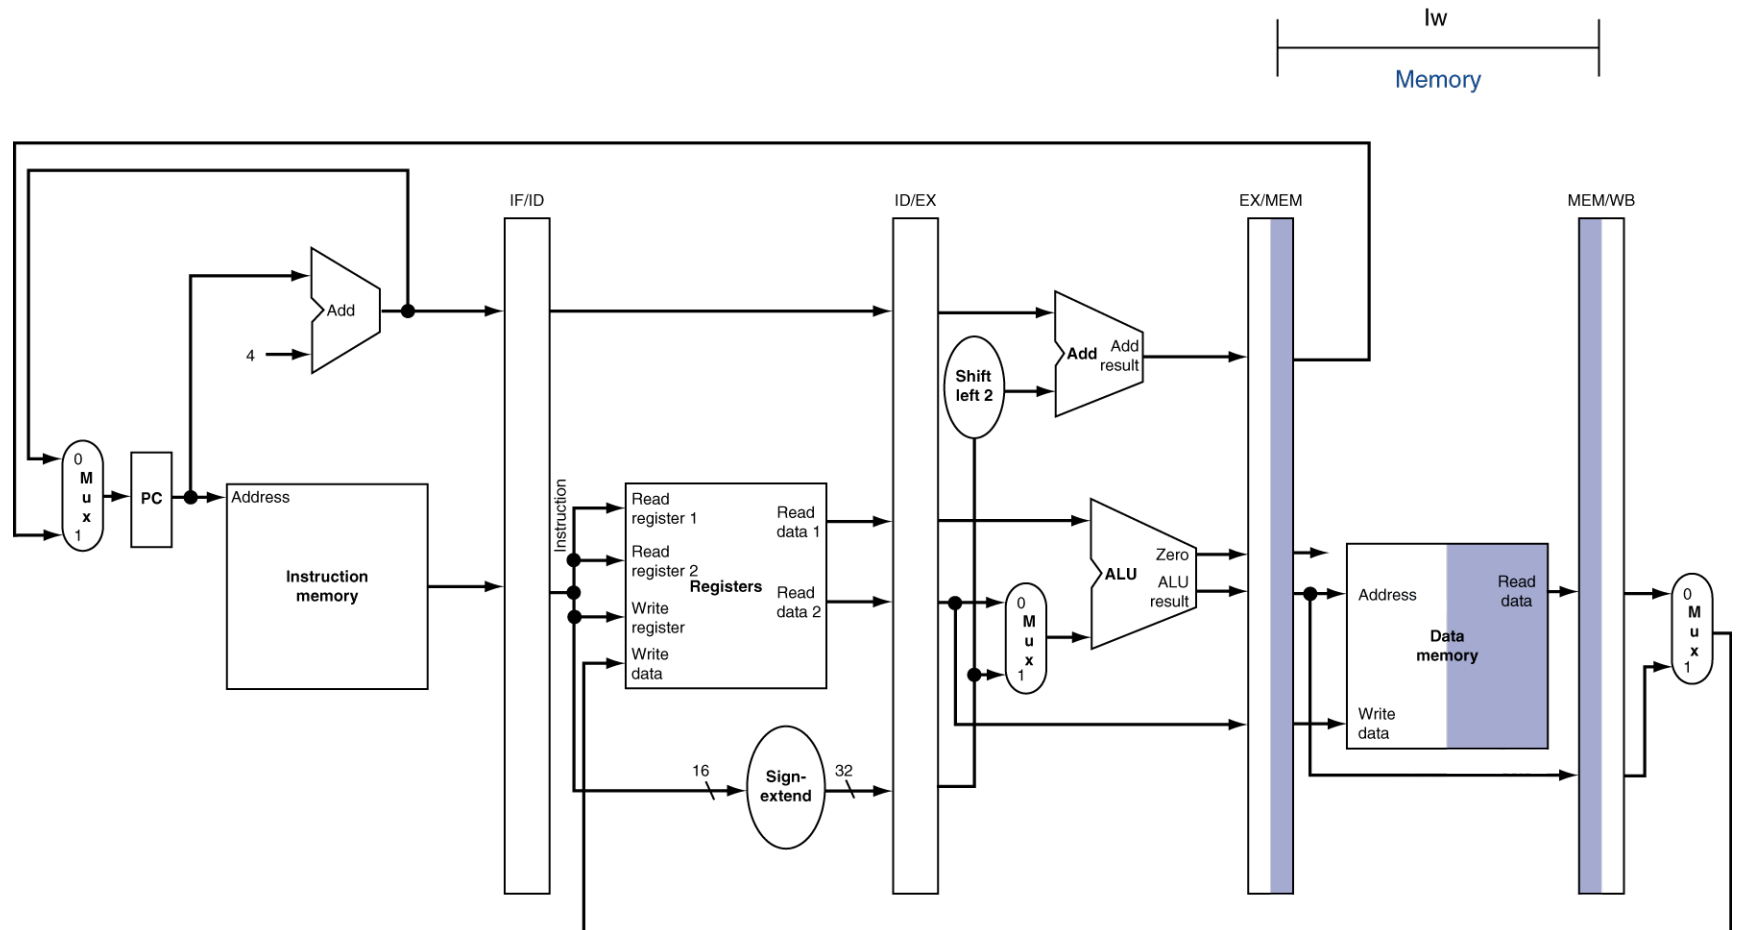 lw
Memory
IF/ID
ID/EX
EX/MEM
MEM/WB
Add
4
Shift
left 2
Add
Add
result
0
M
u
x
1
PC
Address
Instruction
memory
Instruction
Read
register 1
Read
register 2
Registers
Write
register
Write
data
Read
data 1
Read
data 2
16
Sign-
extend
32
0
M
u
x
1
ALU
Zero
ALU
result
Address
Read
data
Data
memory
Write
data
0
M
u
x
1